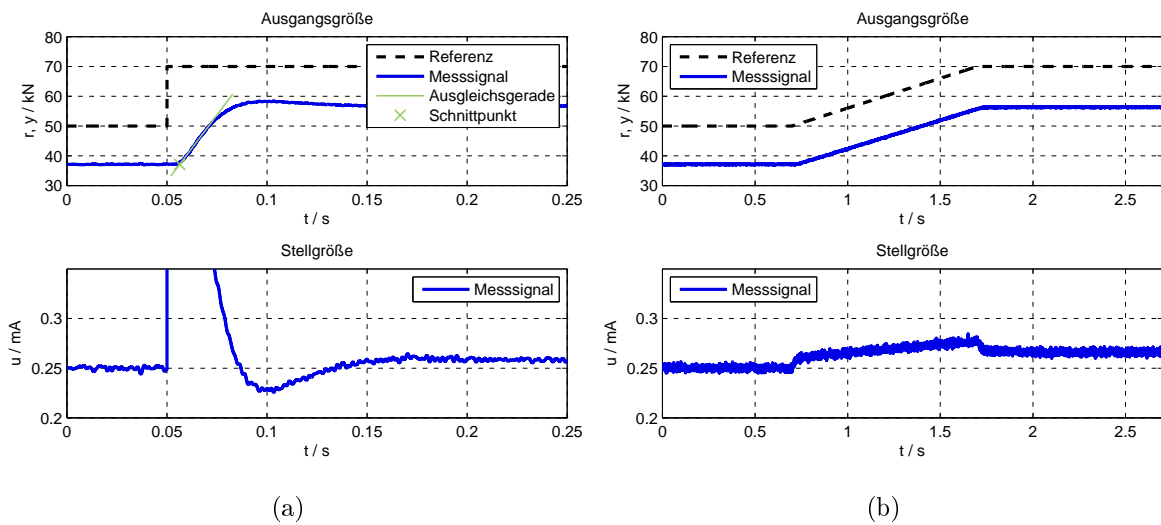 Ausgangsgröße
r, y / kN
80
70
60
50
40
30
Referenz
Messsignal
Ausgleichsgerade
Schnittpunkt
0
0.05
0.1
0.15
0.2
0.25
t / s
Stellgröße
u / mA
0.3
0.25
0.2
Messsignal
0
0.05
0.1
0.15
0.2
0.25
t / s
(a)
Ausgangsgröße
r, y / kN
80
70
60
50
40
30
Referenz
Messsignal
0
0.5
1
1.5
2
2.5
t / s
Stellgröße
u / mA
0.3
0.25
0.2
Messsignal
0
0.5
1
1.5
2
2.5
t / s
(b)